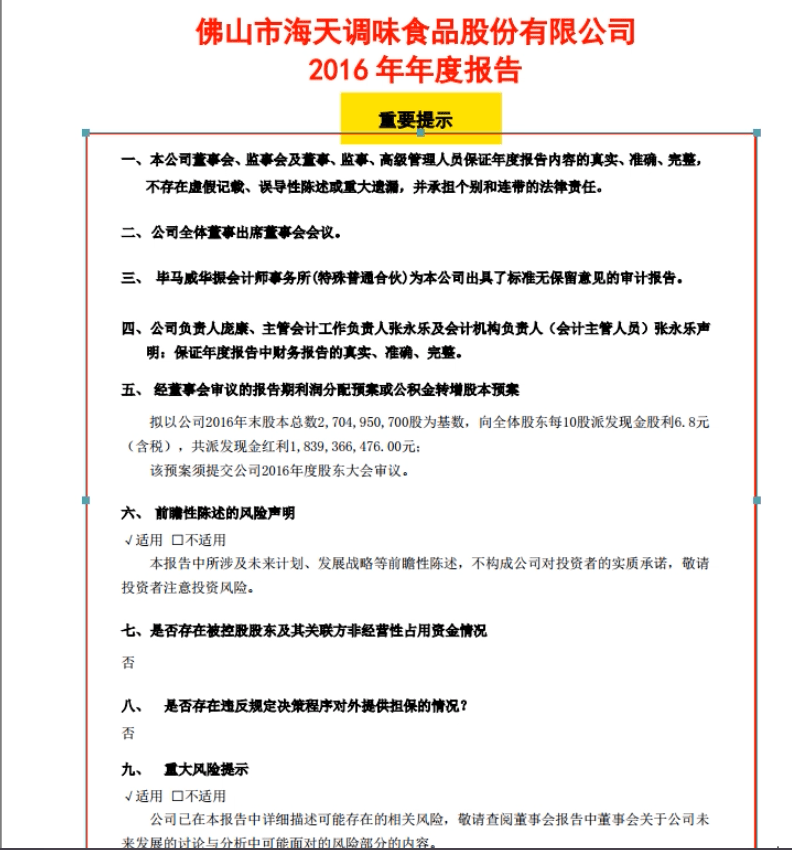 佛山市海天调味食品股份有限公司
2016 年年度报告
重要提示
一、本公司董事会、监事会及董事、监事、高级管理人员保证年度报告内容的真实、准确、完整，
不存在虚假记载、误导性陈述或重大遗漏，并承担个别和连带的法律责任。
二、公司全体董事出席董事会会议。
三、 毕马威华振会计师事务所(特殊普通合伙)为本公司出具了标准无保留意见的审计报告。
四、公司负责人庞康、主管会计工作负责人张永乐及会计机构负责人（会计主管人员）张永乐声
明：保证年度报告中财务报告的真实、准确、完整。
五、 经董事会审议的报告期利润分配预案或公积金转增股本预案
拟以公司2016年末股本总数2,704,950,700股为基数，向全体股东每10股派发现金股利6.8元
（含税），共派发现金红利1,839,366,476.00元；
该预案须提交公司2016年度股东大会审议。
六、 前瞻性陈述的风险声明
√适用 □不适用
本报告中所涉及未来计划、发展战略等前瞻性陈述，不构成公司对投资者的实质承诺，敬请
投资者注意投资风险。
七、是否存在被控股股东及其关联方非经营性占用资金情况
否
八、 是否存在违反规定决策程序对外提供担保的情况？
否
九、 重大风险提示
√适用 □不适用
公司已在本报告中详细描述可能存在的相关风险，敬请查阅董事会报告中董事会关于公司未
来发展的讨论与分析中可能面对的风险部分的内容。